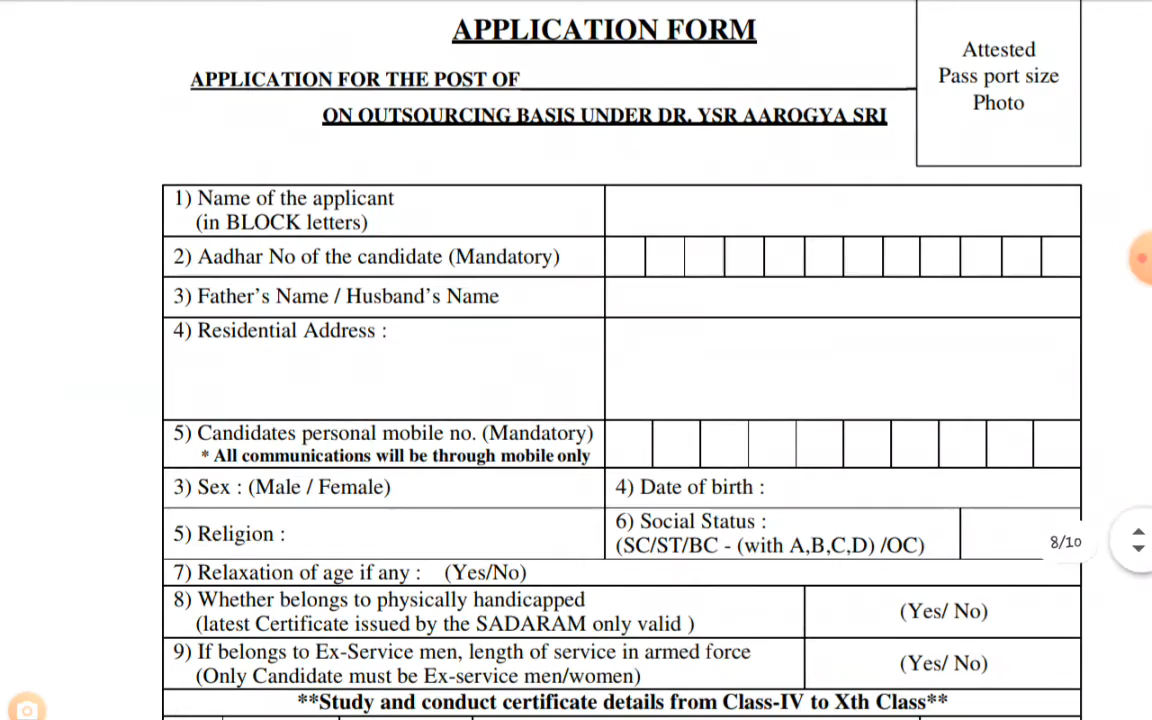 APPLICATION FORM
APPLICATION FOR THE POST OF
ON OUTSOURCING BASIS UNDER DR. YSR AAROGYA SRI
Attested
Pass port size
Photo
1) Name of the applicant
(in BLOCK letters)
2) Aadhar No of the candidate (Mandatory)
3) Father's Name / Husband's Name
4) Residential Address :
5) Candidates personal mobile no. (Mandatory)
* All communications will be through mobile only
3) Sex : (Male / Female)
4) Date of birth :
5) Religion :
6) Social Status :
(SC/ST/BC - (with A,B,C,D) /OC)
8/10
7) Relaxation of age if any : (Yes/No)
8) Whether belongs to physically handicapped
(latest Certificate issued by the SADARAM only valid )
(Yes/ No)
9) If belongs to Ex-Service men, length of service in armed force
(Only Candidate must be Ex-service men/women)
(Yes/ No)
**Study and conduct certificate details from Class-IV to Xth Class**